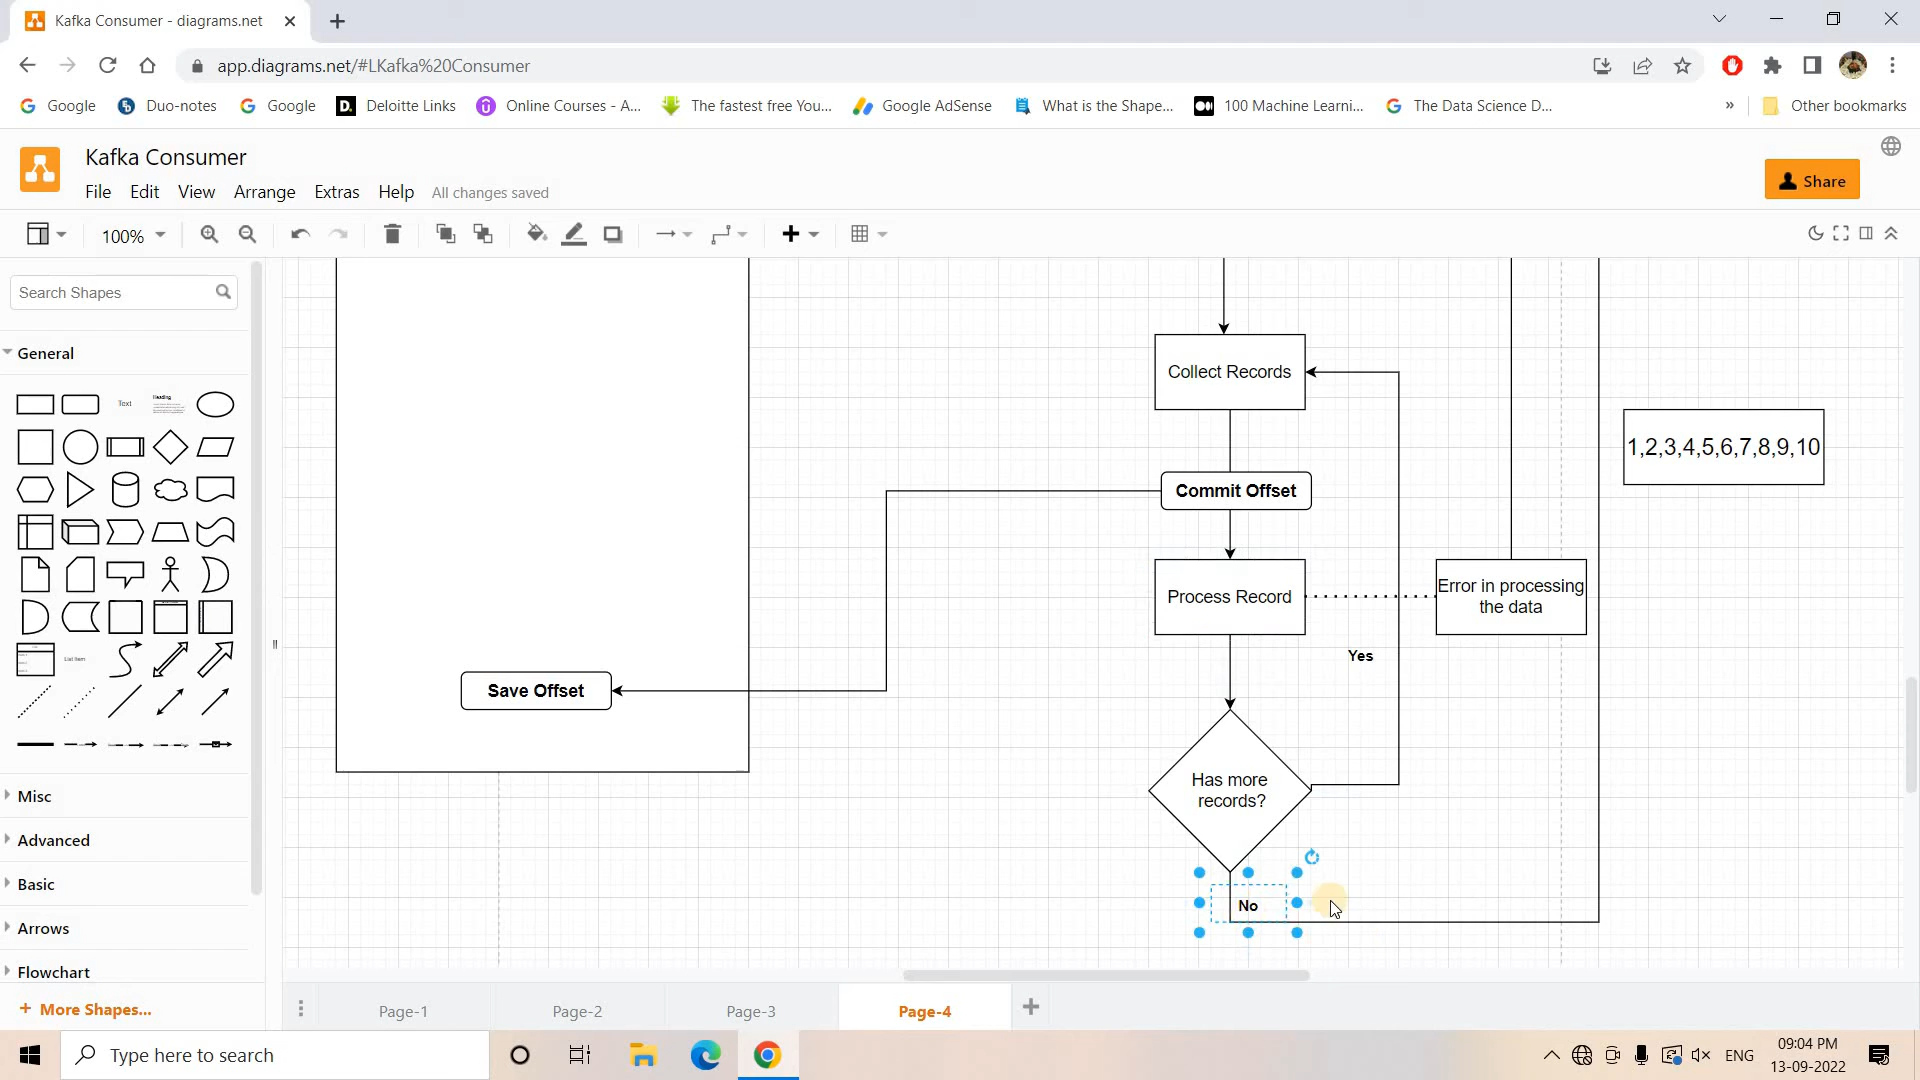 Kafka Consumer - diagrams.net
app.diagrams.net/#LKafka%20Consumer
Google
Duo-notes
Google
D.
Deloitte Links
Online Courses - A...
The fastest free You...
Google AdSense
What is the Shape...
100 Machine Learni...
The Data Science D...
»
Other bookmarks
Kafka Consumer
File
Edit
View
Arrange
Extras
Help
All changes saved
Share
100%
Search Shapes
General
Text
Heading
List Item
Misc
Advanced
Basic
Arrows
Flowchart
+ More Shapes...
Collect Records
1,2,3,4,5,6,7,8,9,10
Commit Offset
Process Record
Error in processing
the data
Yes
Save Offset
Has more
records?
No
Page-1
Page-2
Page-3
Page-4
Type here to search
ENG
09:04 PM
13-09-2022